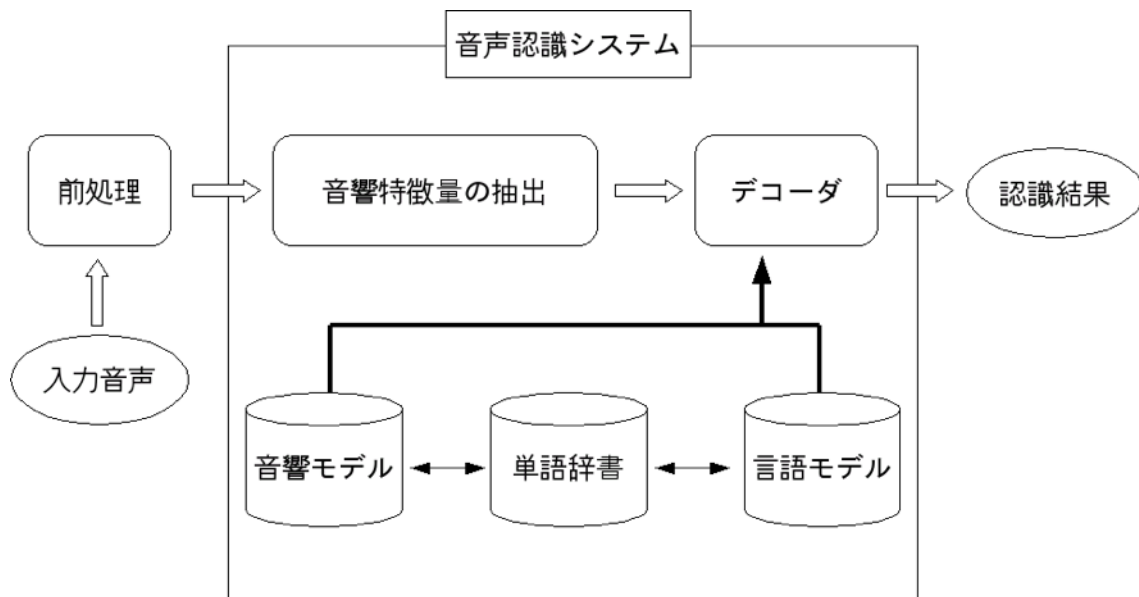 音声認識システム
前処理
音響特徴量の抽出
デコーダ
認識結果
入力音声
音響モデル
単語辞書
言語モデル